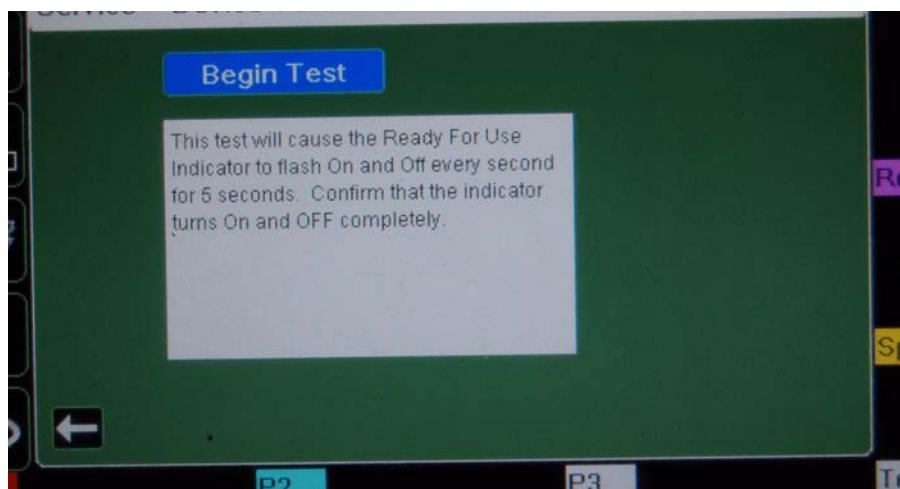 Begin Test
This test will cause the Ready For Use
Indicator to flash On and Off every second
for 5 seconds. Confirm that the indicator
turns On and OFF completely.
P2
P3